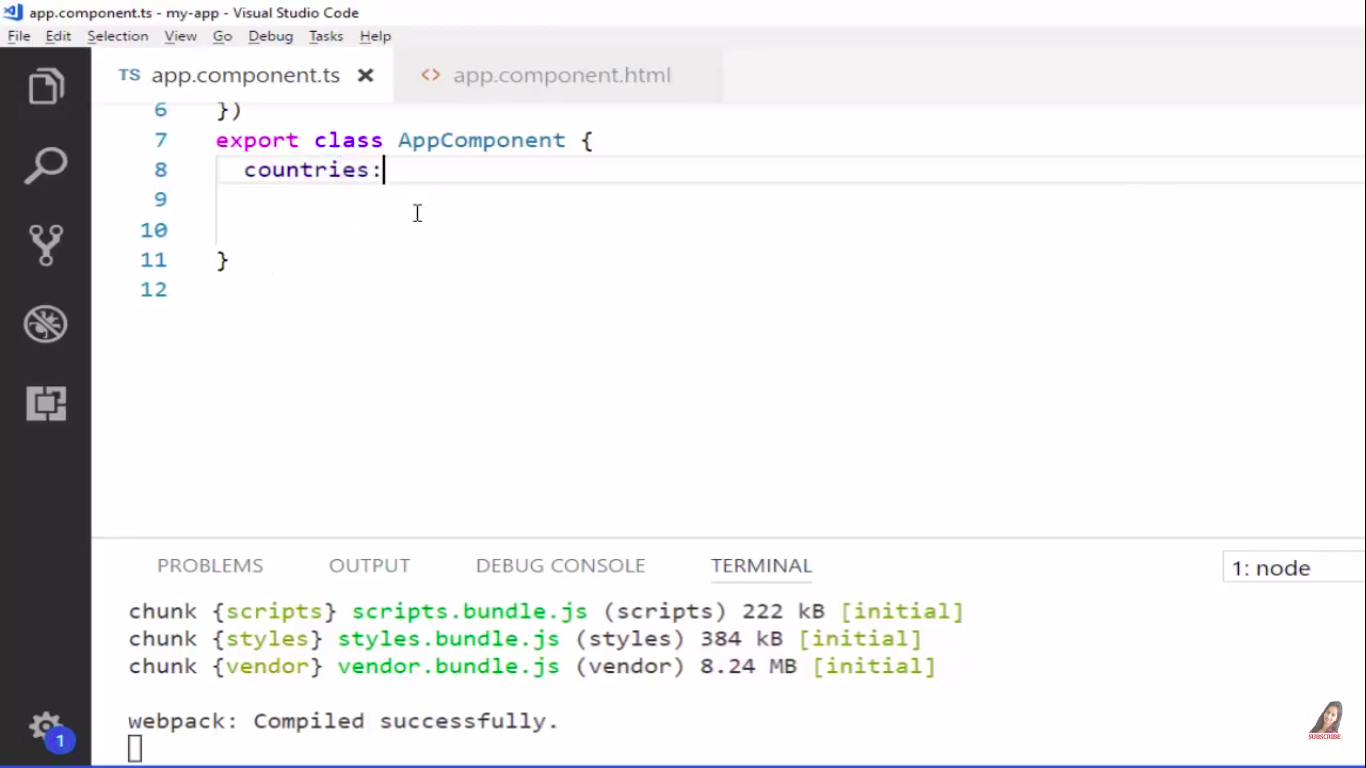 app.component.ts - my-app - Visual Studio Code
File Edit Selection View Go Debug Tasks Help
TS app.component.ts app.component.html
6 })
7 export class AppComponent {
8 countries:
9
10
11 }
12
PROBLEMS OUTPUT DEBUG CONSOLE TERMINAL 1: node
chunk {scripts} scripts.bundle.js (scripts) 222 kB [initial]
chunk {styles} styles.bundle.js (styles) 384 kB [initial]
chunk {vendor} vendor.bundle.js (vendor) 8.24 MB [initial]
webpack: Compiled successfully.
1
SUBSCRIBE